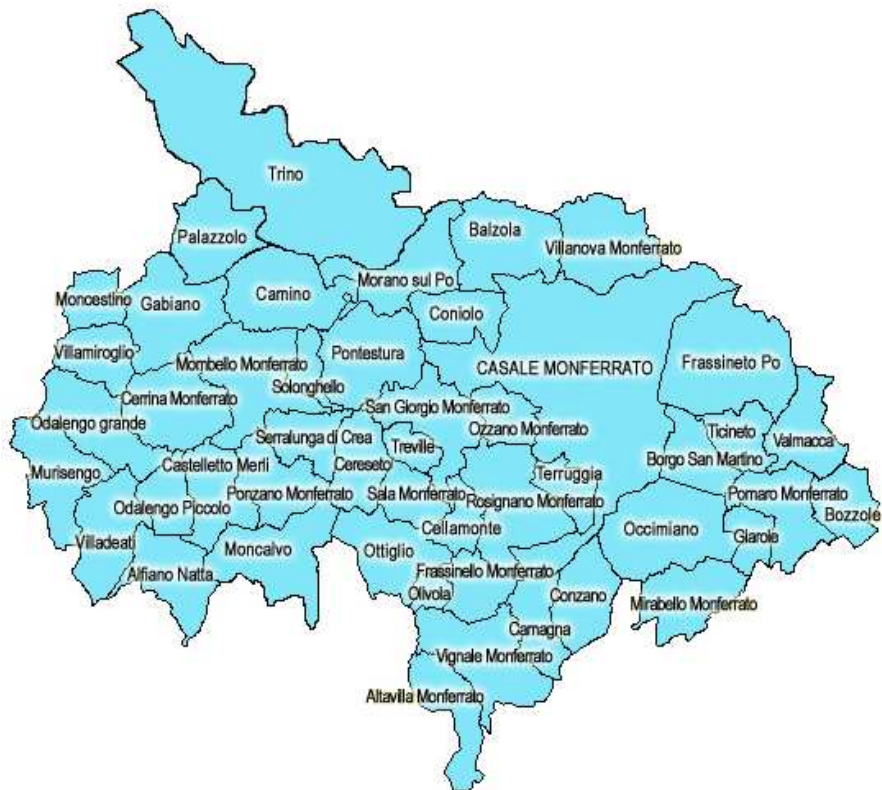 Trino
Palazzolo
Balzola
Villanova Monferrato
Moncestino
Gabiano
Camino
Morano sul Po
Coniolo
Villamiroglio
Mombello Monferrato
Pontestura
CASALE MONFERRATO
Frassineto Po
Solonghello
Cerrina Monferrato
San Giorgio Monferrato
Odalengo grande
Ozzano Monferrato
Ticineto
Serralunga di Crea
Treville
Valmacca
Murisengo
Castelletto Merli
Cereseto
Terruggia
Borgo San Martino
Ponzano Monferrato
Sala Monferrato
Rosignano Monferrato
Pomaro Monferrato
Odalengo Piccolo
Bozzole
Villadeati
Moncalvo
Ottiglio
Cellamonte
Occimiano
Giarole
Alfiano Natta
Frassinello Monferrato
Olivola
Conzano
Mirabello Monferrato
Camagna
Vignale Monferrato
Altavilla Monferrato